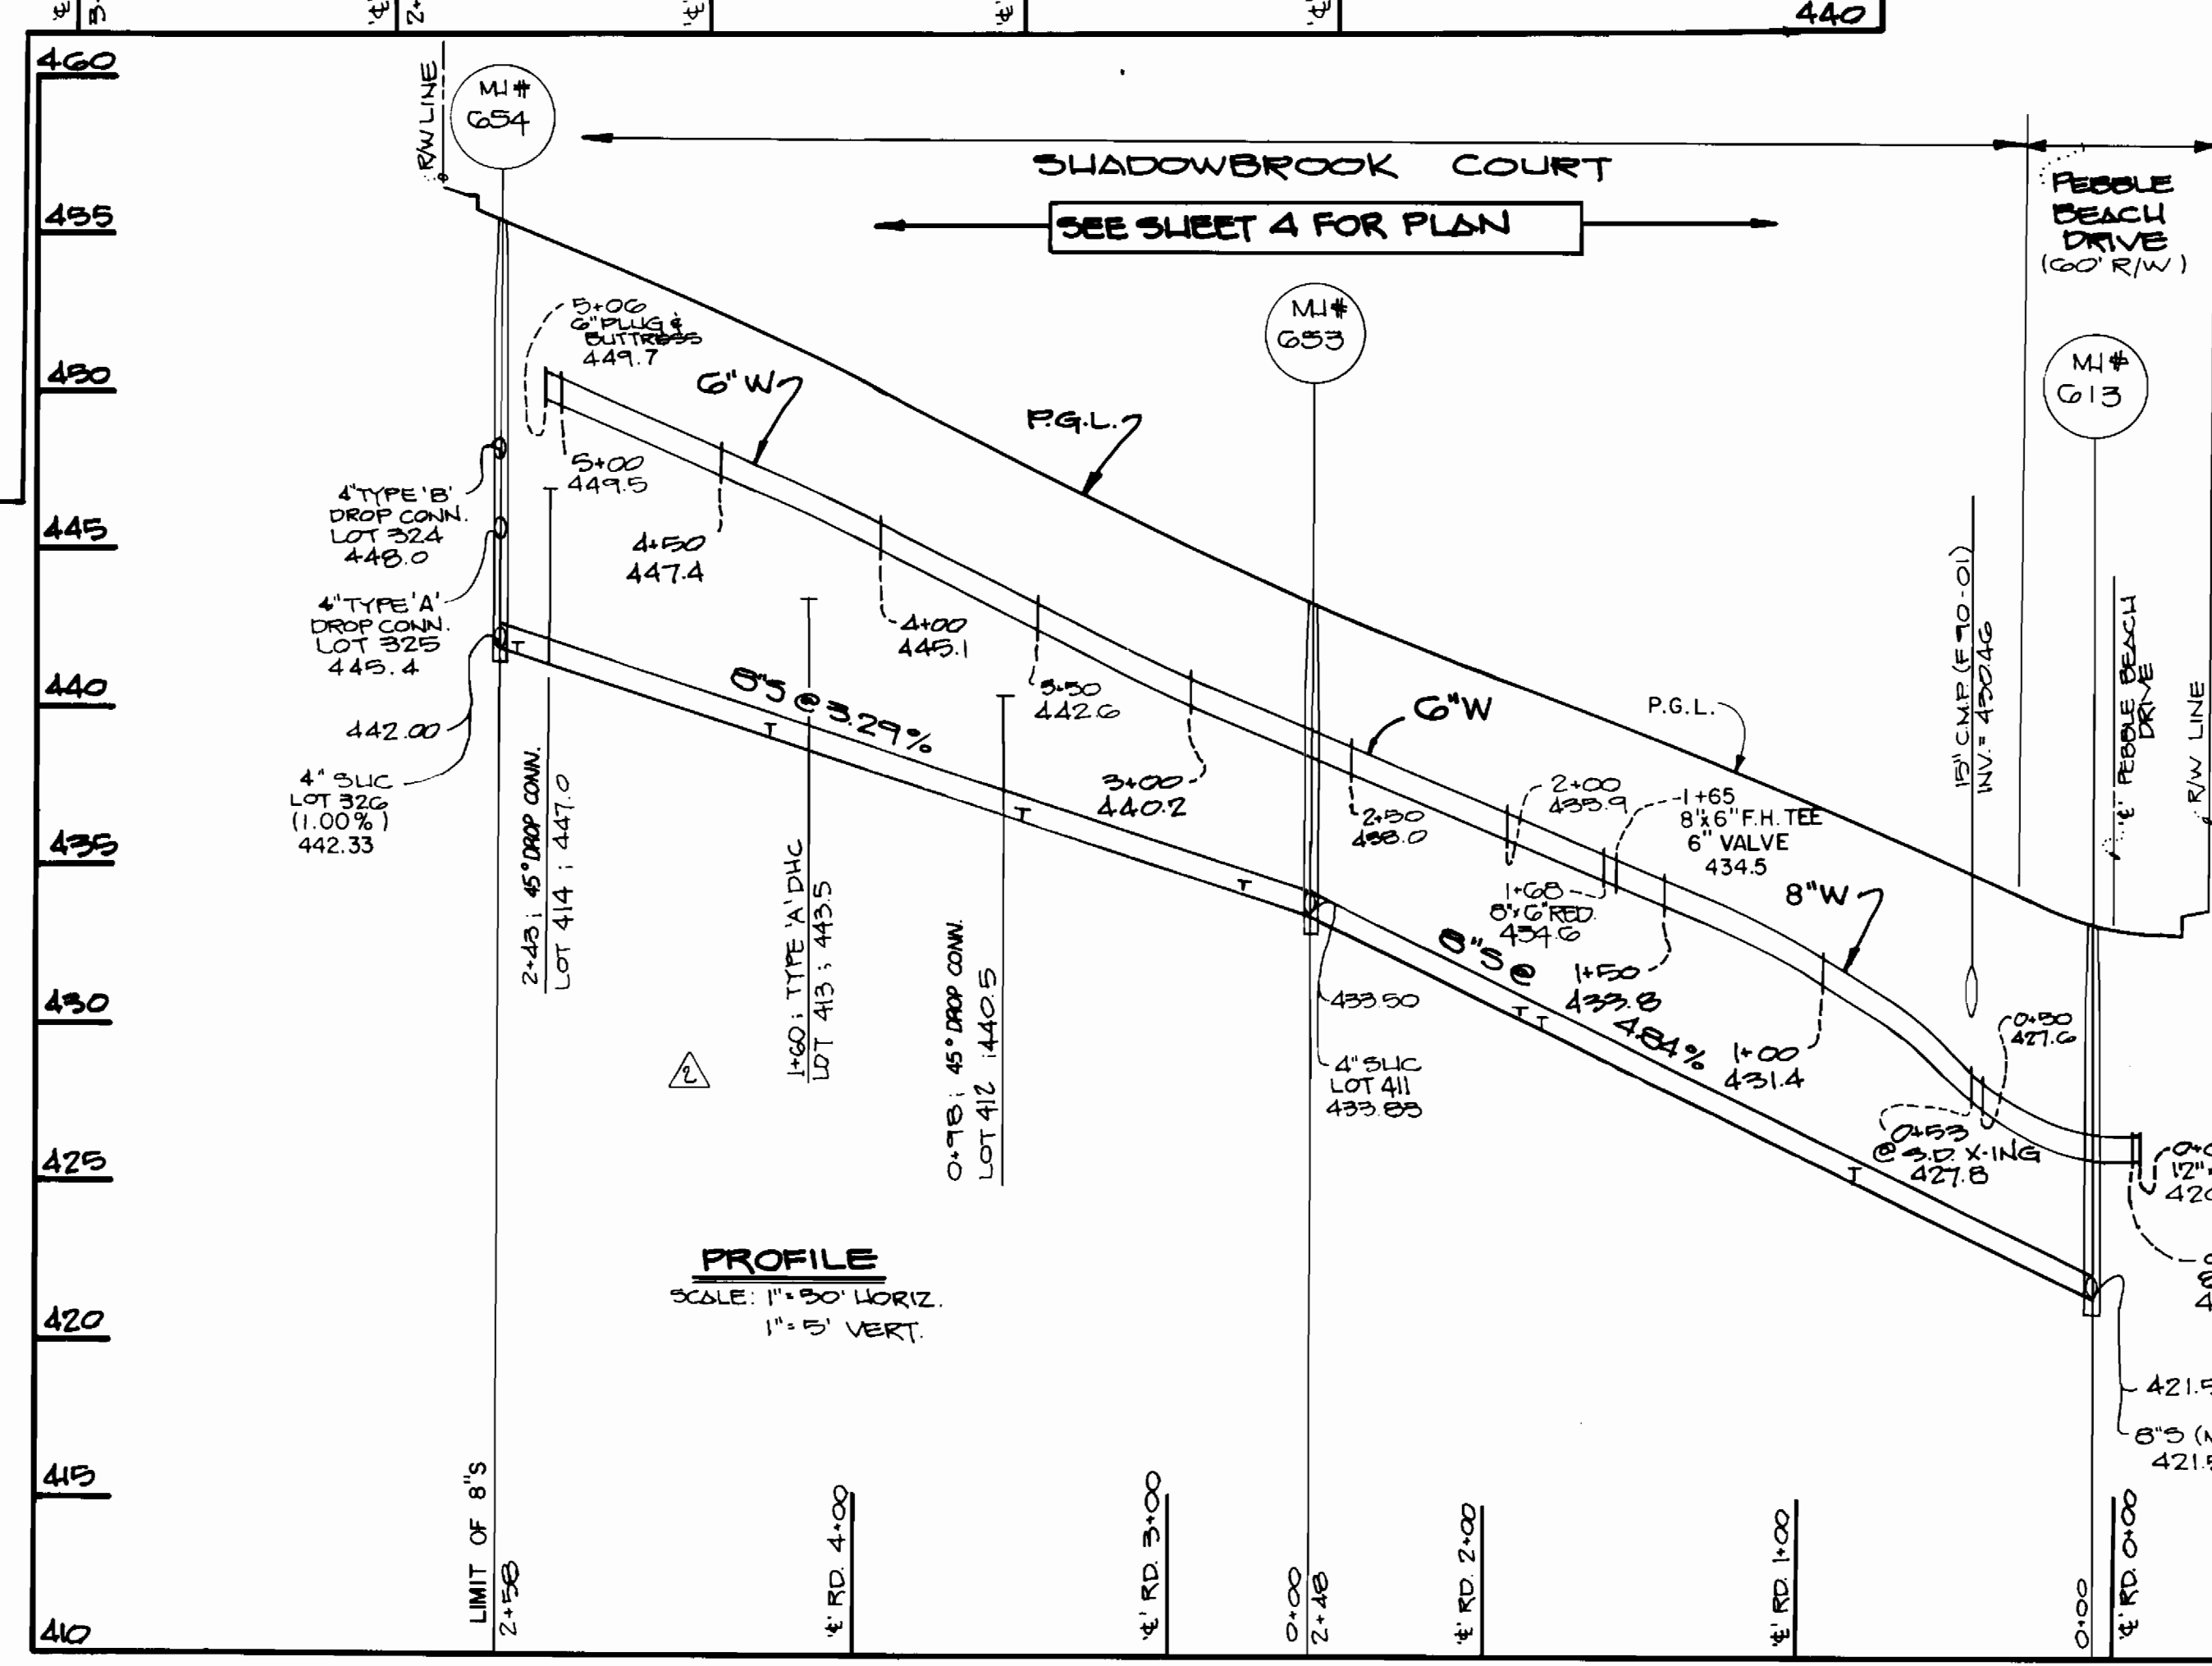 440
460
455
450
445
440
435
430
425
420
415
410
R/W LINE
MH #
654
SHADOWBROOK COURT
SEE SHEET 4 FOR PLAN
PEBBLE
BEACH
DRIVE
(60' R/W)
MH #
653
MH #
613
5+06
6" PLUG &
BUTTRESS
449.7
6"W
P.G.L.
5+00
449.5
4" TYPE 'B'
DROP CONN.
LOT 324
448.0
4+50
447.4
4" TYPE 'A'
DROP CONN.
LOT 325
445.4
4+00
445.1
442.00
8"S @ 3.29%
3+50
442.6
4" SHC
LOT 326
(1.00%)
442.33
3+00
440.2
6"W
P.G.L.
2+50
438.0
2+00
435.9
1+65
8"x6" F.H. TEE
6" VALVE
434.5
1+68
8"x6" RED.
434.6
8"W
15" C.M.P. (F-90-01)
INV. = 430.46
℄ PEBBLE BEACH
DRIVE
R/W LINE
2+43; 45° DROP CONN.
LOT 414; 447.0
1+60; TYPE 'A' DHC
LOT 413; 443.5
0+98; 45° DROP CONN.
LOT 412; 440.5
8"S @
4.84%
1+50
433.8
433.50
4" SHC
LOT 411
433.83
1+00
431.4
0+50
427.6
0+53
@ S.D. X-ING
427.8
12"
2
PROFILE
SCALE: 1"=50' HORIZ.
1"=5' VERT.
421.5
8"S
421.5
LIMIT OF 8"S
2+58
'℄' RD. 4+00
'℄' RD. 3+00
0+00
2+48
'℄' RD. 2+00
'℄' RD. 1+00
0+00
'℄' RD. 0+00